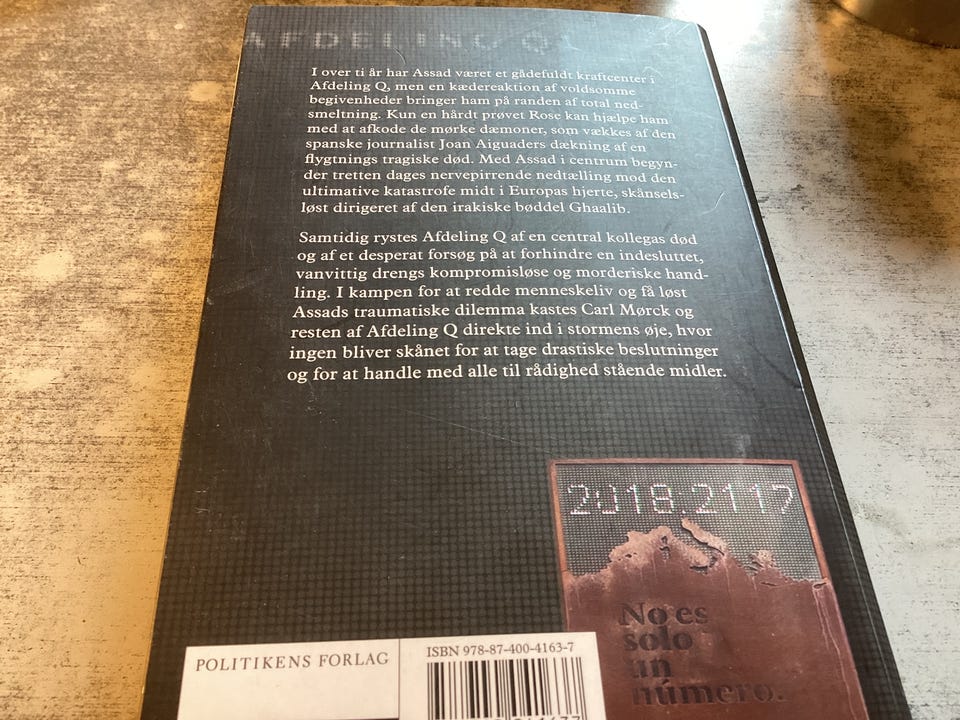 AFDELING Q
I over ti år har Assad været et gådefuldt kraftcenter i
Afdeling Q, men en kædereaktion af voldsomme
begivenheder bringer ham på randen af total ned-
smeltning. Kun en hårdt prøvet Rose kan hjælpe ham
med at afkode de mørke dæmoner, som vækkes af den
spanske journalist Joan Aiguaders dækning af en
flygtnings tragiske død. Med Assad i centrum begyn-
der tretten dages nervepirrende nedtælling mod den
ultimative katastrofe midt i Europas hjerte, skånsels-
løst dirigeret af den irakiske bøddel Ghaalib.
Samtidig rystes Afdeling Q af en central kollegas død
og af et desperat forsøg på at forhindre en indesluttet,
vanvittig drengs kompromisløse og morderiske hand-
ling. I kampen for at redde menneskeliv og få løst
Assads traumatiske dilemma kastes Carl Mørck og
resten af Afdeling Q direkte ind i stormens øje, hvor
ingen bliver skånet for at tage drastiske beslutninger
og for at handle med alle til rådighed stående midler.
2018.2117
No es
solo
un
número.
POLITIKENS FORLAG
ISBN 978-87-400-4163-7